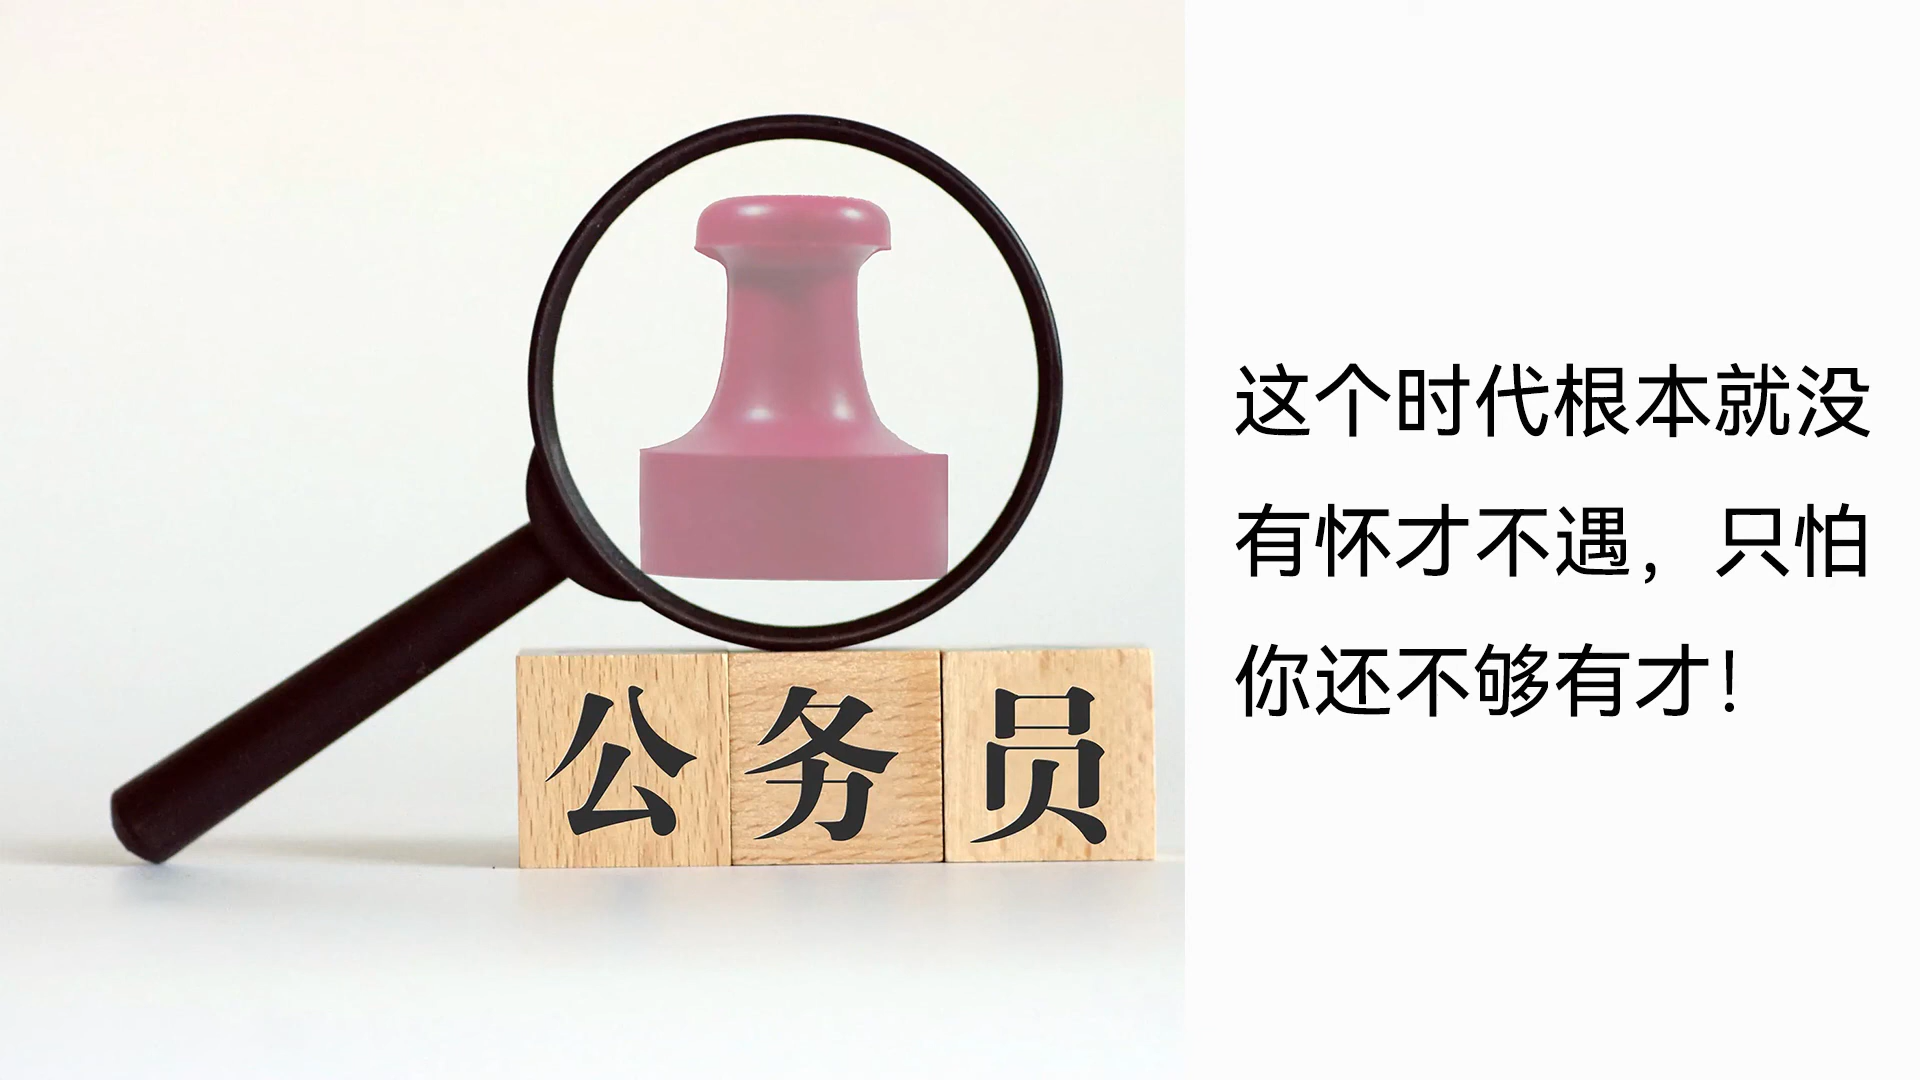 公务员
这个时代根本就没
有怀才不遇，只怕
你还不够有才！